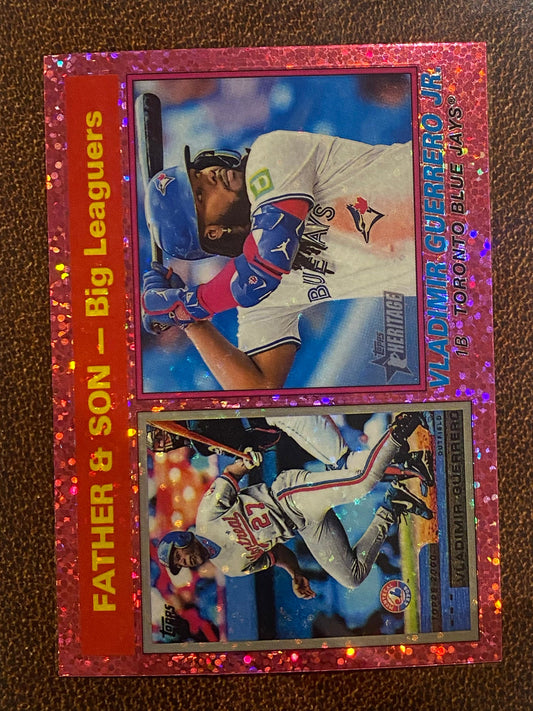 FATHER & SON — Big Leaguers
Topps
27
VLADIMIR GUERRERO
OUTFIELD
BLUE JAYS
Topps
HERITAGE
VLADIMIR GUERRERO JR.
1B TORONTO BLUE JAYS®